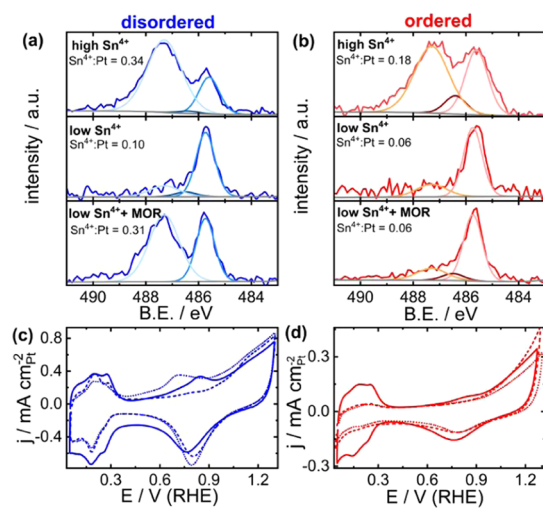 disordered
ordered
(a)
high Sn⁴⁺
Sn⁴⁺:Pt = 0.34
low Sn⁴⁺
Sn⁴⁺:Pt = 0.10
low Sn⁴⁺+ MOR
Sn⁴⁺:Pt = 0.31
intensity / a.u.
490 488 486 484
B.E. / eV
(b)
high Sn⁴⁺
Sn⁴⁺:Pt = 0.18
low Sn⁴⁺
Sn⁴⁺:Pt = 0.06
low Sn⁴⁺ + MOR
Sn⁴⁺:Pt = 0.06
intensity / a.u.
490 488 486 484
B.E. / eV
(c)
j / mA cm⁻²Pt
0.8
0.4
0.0
-0.4
0.3 0.6 0.9 1.2
E / V (RHE)
(d)
j / mA cm⁻²Pt
0.3
0.0
-0.3
0.3 0.6 0.9 1.2
E / V (RHE)